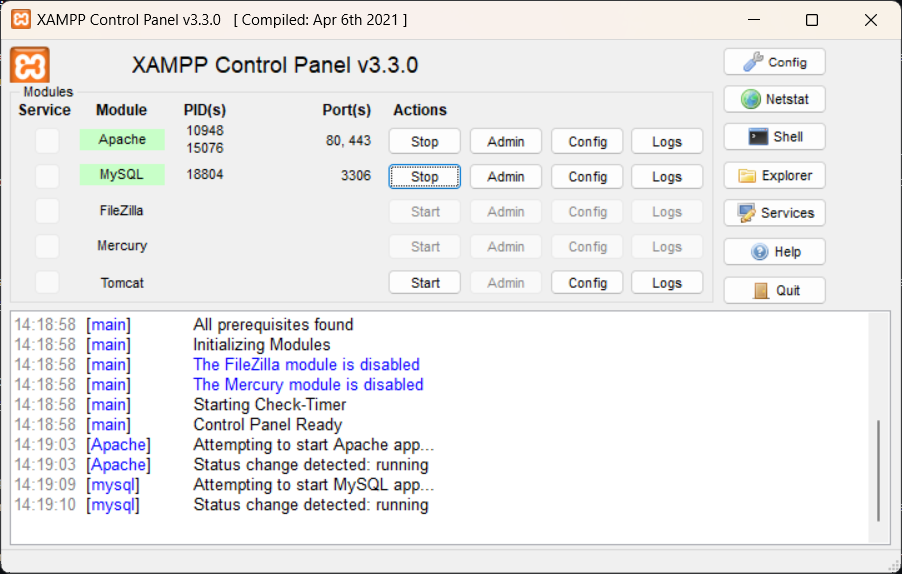 XAMPP Control Panel v3.3.0 [ Compiled: Apr 6th 2021 ]
XAMPP Control Panel v3.3.0
Config
Modules
Service Module PID(s) Port(s) Actions
Netstat
Apache 10948 15076 80, 443 Stop Admin Config Logs
Shell
MySQL 18804 3306 Stop Admin Config Logs
Explorer
FileZilla Start Admin Config Logs
Services
Mercury Start Admin Config Logs
Help
Tomcat Start Admin Config Logs
Quit
14:18:58 [main] All prerequisites found
14:18:58 [main] Initializing Modules
14:18:58 [main] The FileZilla module is disabled
14:18:58 [main] The Mercury module is disabled
14:18:58 [main] Starting Check-Timer
14:18:58 [main] Control Panel Ready
14:19:03 [Apache] Attempting to start Apache app...
14:19:03 [Apache] Status change detected: running
14:19:09 [mysql] Attempting to start MySQL app...
14:19:10 [mysql] Status change detected: running